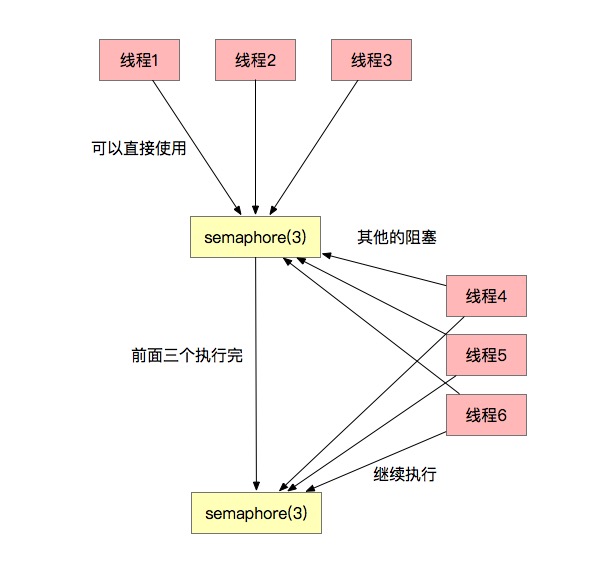 线程1
线程2
线程3
可以直接使用
semaphore(3)
其他的阻塞
线程4
线程5
前面三个执行完
线程6
继续执行
semaphore(3)